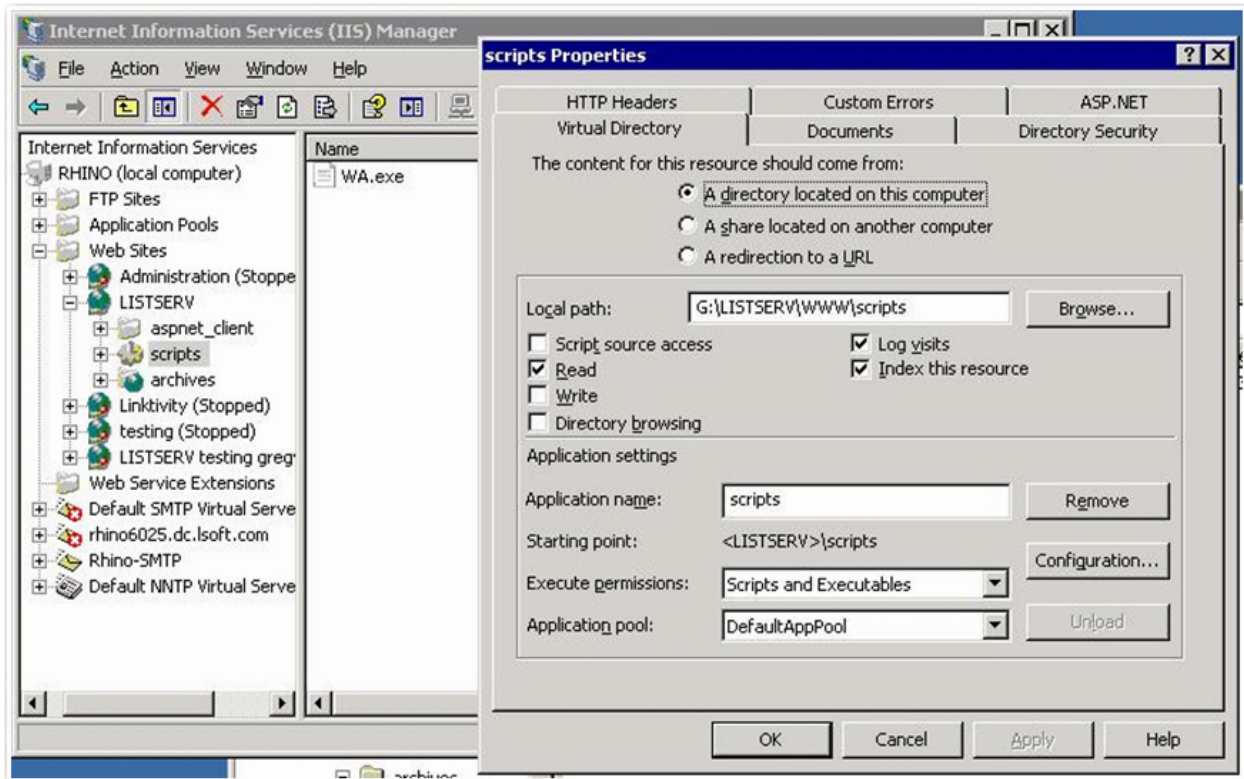 Internet Information Services (IIS) Manager
File Action View Window Help
Internet Information Services
RHINO (local computer)
FTP Sites
Application Pools
Web Sites
Administration (Stoppe
LISTSERV
aspnet_client
scripts
archives
Linktivity (Stopped)
testing (Stopped)
LISTSERV testing greg
Web Service Extensions
Default SMTP Virtual Serve
rhino6025.dc.lsoft.com
Rhino-SMTP
Default NNTP Virtual Serve
Name
WA.exe
scripts Properties
HTTP Headers Custom Errors ASP.NET
Virtual Directory Documents Directory Security
The content for this resource should come from:
A directory located on this computer
A share located on another computer
A redirection to a URL
Local path: G:\LISTSERV\WWW\scripts Browse...
Script source access Log visits
Read Index this resource
Write
Directory browsing
Application settings
Application name: scripts Remove
Starting point: <LISTSERV>\scripts
Configuration...
Execute permissions: Scripts and Executables
Application pool: DefaultAppPool Unload
OK Cancel Apply Help